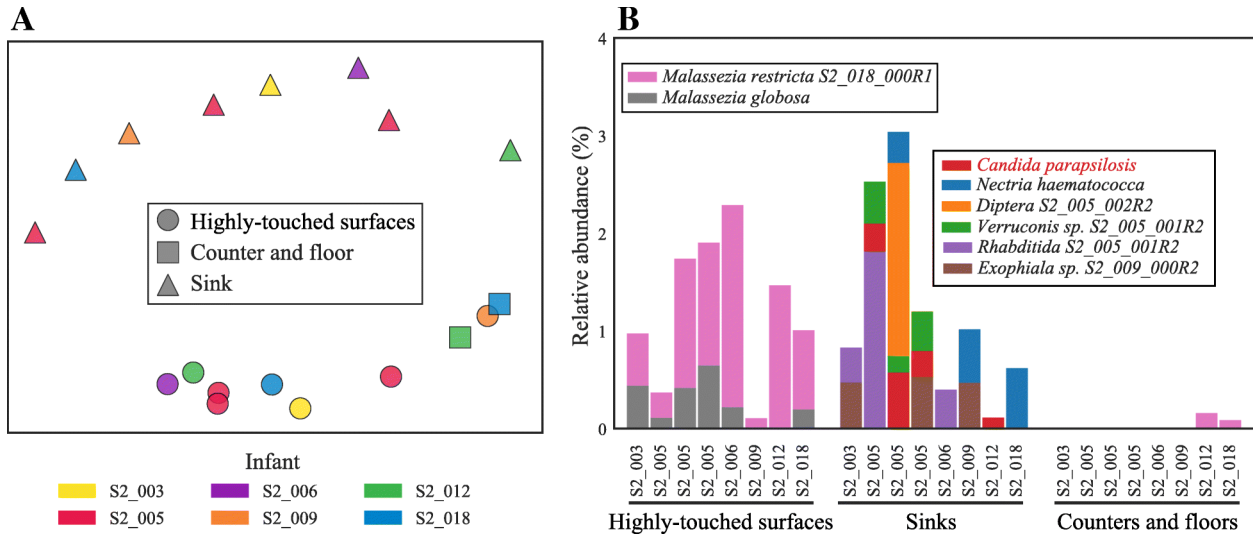 A
Highly-touched surfaces
Counter and floor
Sink
Infant
S2_003
S2_006
S2_012
S2_005
S2_009
S2_018
B
Relative abundance (%)
4
3
2
1
0
Malassezia restricta S2_018_000R1
Malassezia globosa
Candida parapsilosis
Nectria haematococca
Diptera S2_005_002R2
Verruconis sp. S2_005_001R2
Rhabditida S2_005_001R2
Exophiala sp. S2_009_000R2
S2_003 S2_005 S2_005 S2_005 S2_006 S2_009 S2_012 S2_018
S2_003 S2_005 S2_005 S2_005 S2_006 S2_009 S2_012 S2_018
S2_003 S2_005 S2_005 S2_005 S2_006 S2_009 S2_012 S2_018
Highly-touched surfaces
Sinks
Counters and floors